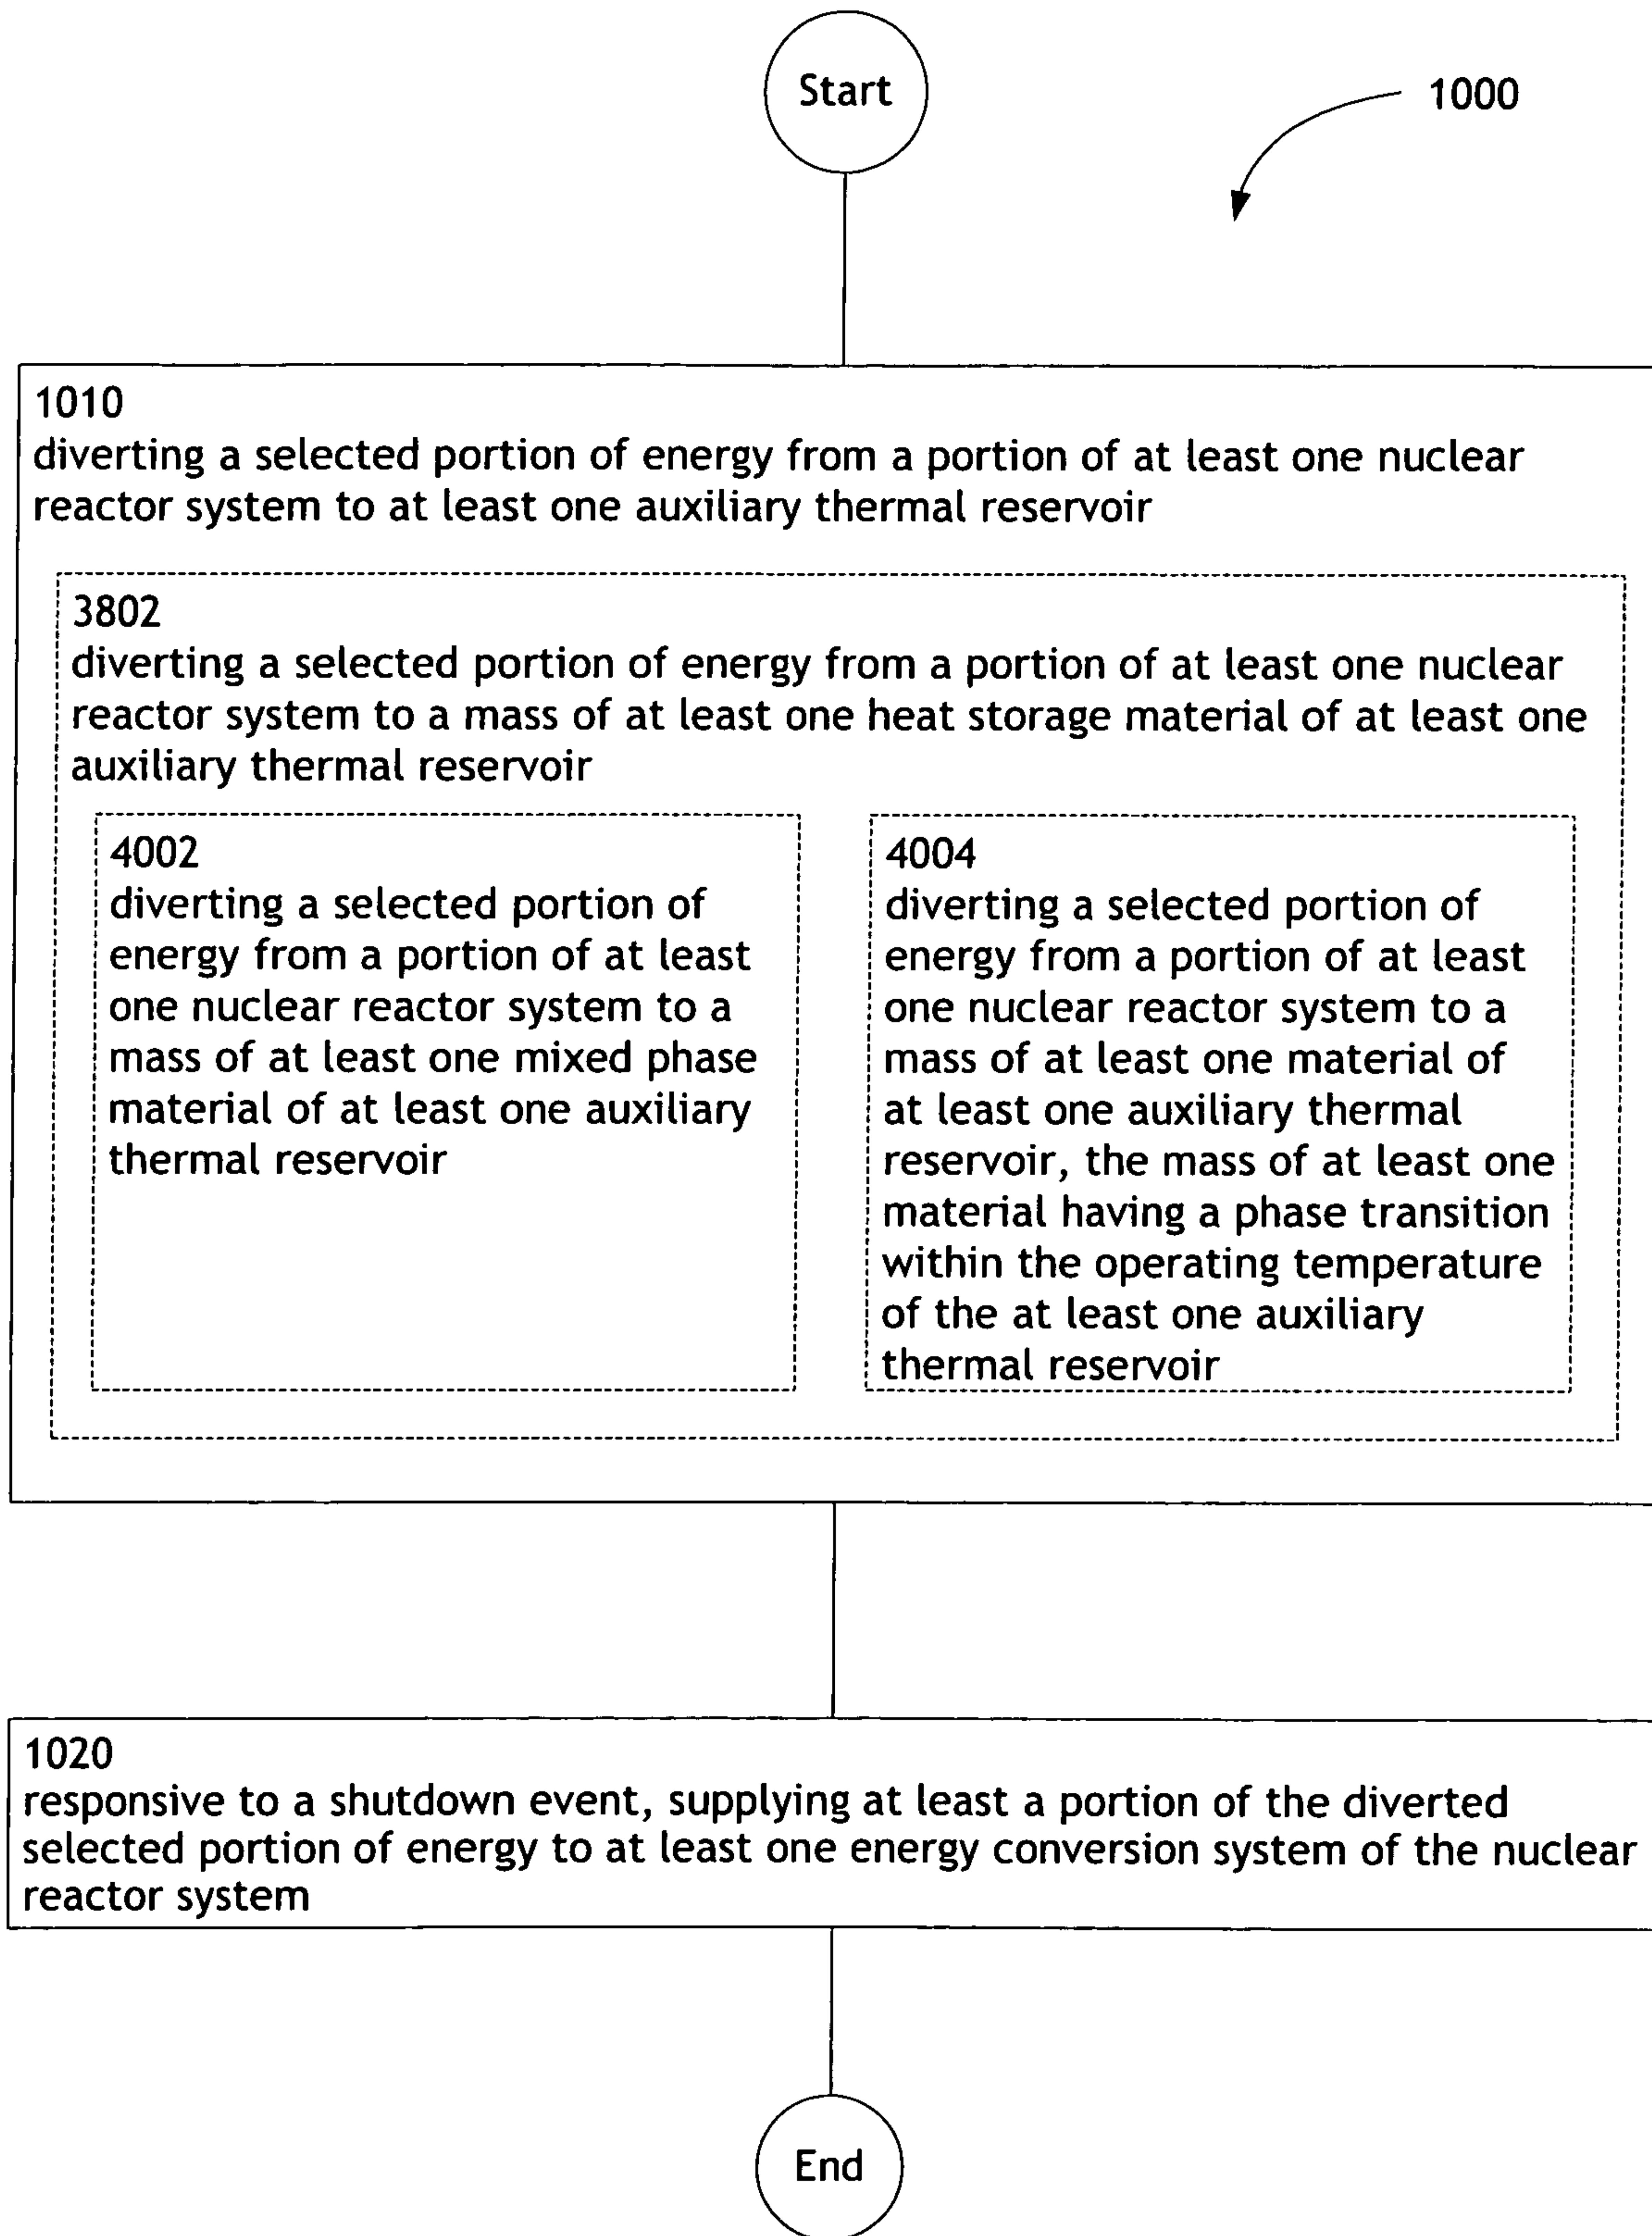 Start
1000
1010
diverting a selected portion of energy from a portion of at least one nuclear
reactor system to at least one auxiliary thermal reservoir
3802
diverting a selected portion of energy from a portion of at least one nuclear
reactor system to a mass of at least one heat storage material of at least one
auxiliary thermal reservoir
4002
diverting a selected portion of
energy from a portion of at least
one nuclear reactor system to a
mass of at least one mixed phase
material of at least one auxiliary
thermal reservoir
4004
diverting a selected portion of
energy from a portion of at least
one nuclear reactor system to a
mass of at least one material of
at least one auxiliary thermal
reservoir, the mass of at least one
material having a phase transition
within the operating temperature
of the at least one auxiliary
thermal reservoir
1020
responsive to a shutdown event, supplying at least a portion of the diverted
selected portion of energy to at least one energy conversion system of the nuclear
reactor system
End